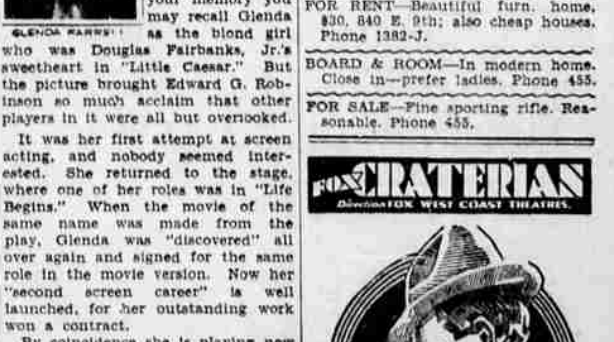 your memory you
may recall Glenda
GLENDA FARRELL
as the blond girl
who was Douglas Fairbanks, Jr.'s
sweetheart in "Little Caesar." But
the picture brought Edward G. Rob-
inson so much acclaim that other
players in it were all but overlooked.
It was her first attempt at screen
acting, and nobody seemed inter-
ested. She returned to the stage,
where one of her roles was in "Life
Begins." When the movie of the
same name was made from the
play, Glenda was "discovered" all
over again and signed for the same
role in the movie version. Now her
"second screen career" is well
launched, for her outstanding work
won a contract.
By coincidence she is playing now
FOR RENT—Beautiful furn. home,
$30, 840 E. 9th; also cheap houses.
Phone 1382-J.
BOARD & ROOM—In modern home.
Close in—prefer ladies. Phone 455.
FOR SALE—Fine sporting rifle. Rea-
sonable. Phone 455.
FOX CRATERIAN
Direction FOX WEST COAST THEATRES.